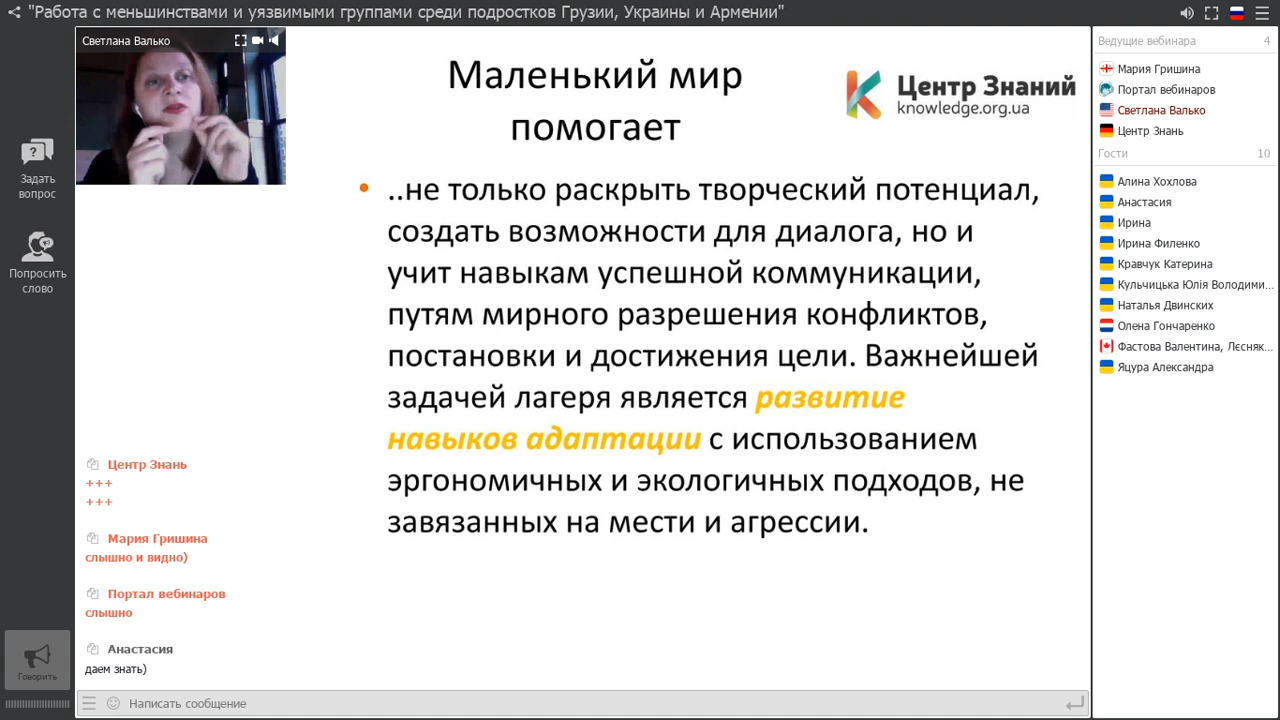 "Работа с меньшинствами и уязвимыми группами среди подростков Грузии, Украины и Армении"
Задать
вопрос
Попросить
слово
Говорить
Светлана Валько
Маленький мир
помогает
Центр Знаний
knowledge.org.ua
..не только раскрыть творческий потенциал,
создать возможности для диалога, но и
учит навыкам успешной коммуникации,
путям мирного разрешения конфликтов,
постановки и достижения цели. Важнейшей
задачей лагеря является развитие
навыков адаптации с использованием
эргономичных и экологичных подходов, не
завязанных на мести и агрессии.
Центр Знань
+++
+++
Мария Гришина
слышно и видно)
Портал вебинаров
слышно
Анастасия
даем знать)
Написать сообщение
Ведущие вебинара 4
Мария Гришина
Портал вебинаров
Светлана Валько
Центр Знань
Гости 10
Алина Хохлова
Анастасия
Ирина
Ирина Филенко
Кравчук Катерина
Кульчицька Юлія Володими...
Наталья Двинских
Олена Гончаренко
Фастова Валентина, Лєсняк...
Яцура Александра